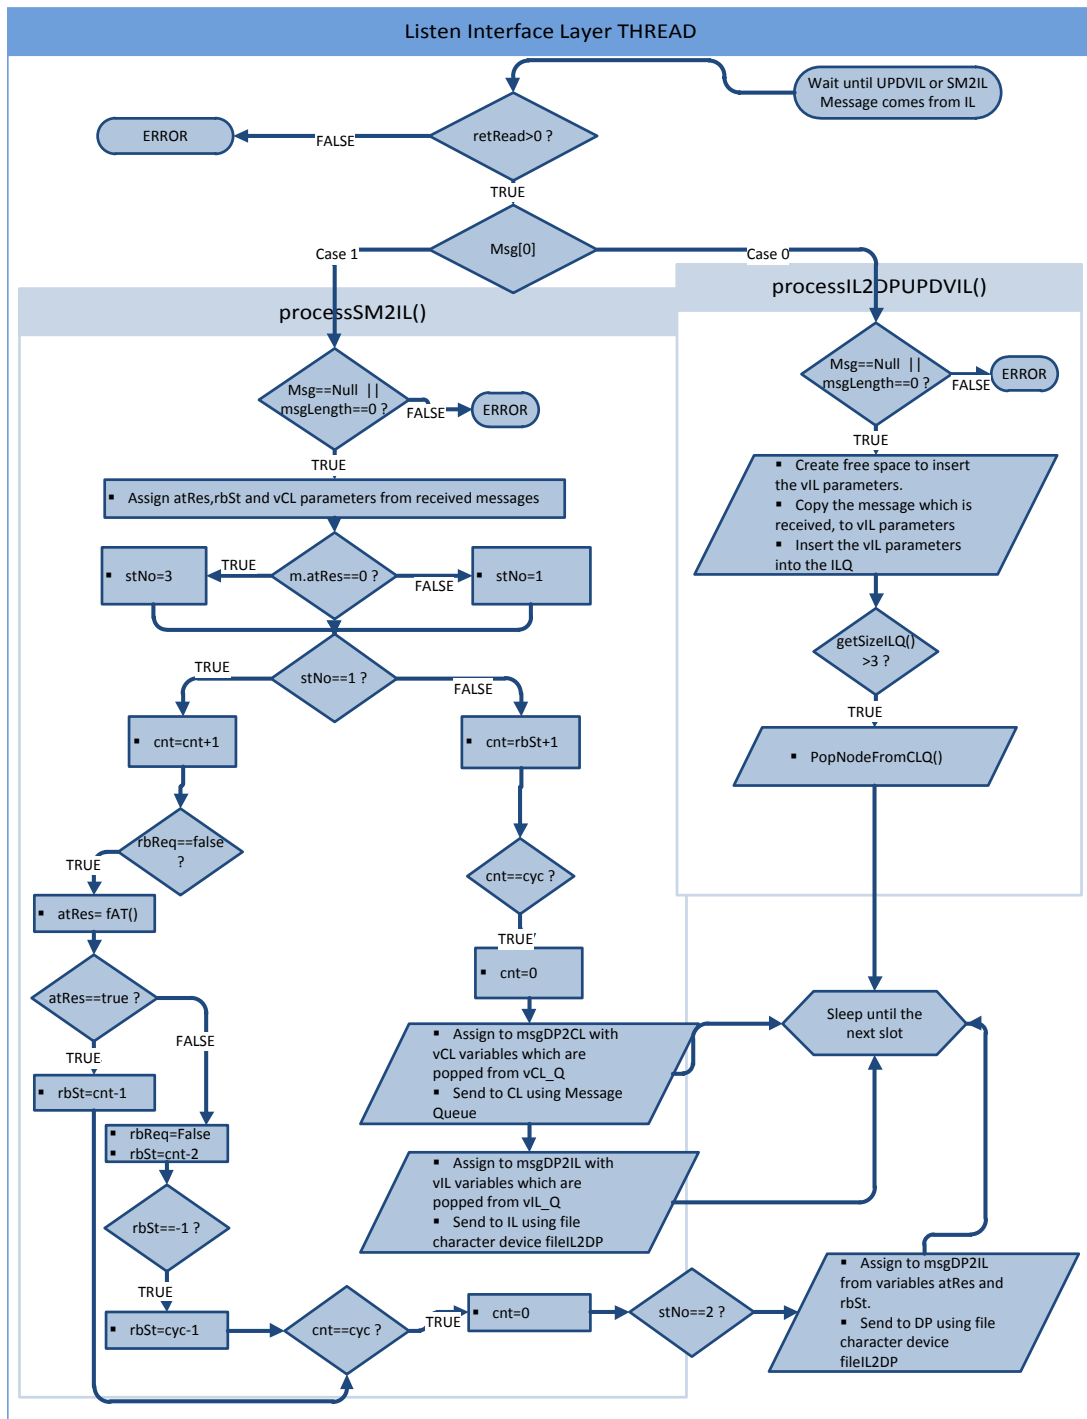 Listen Interface Layer THREAD
Wait until UPDVIL or SM2IL
Message comes from IL
retRead>0 ?
FALSE
ERROR
TRUE
Msg[0]
Case 1
Case 0
processSM2IL()
processIL2DPUPDVIL()
Msg==Null ||
msgLength==0 ?
FALSE
ERROR
TRUE
▪ Assign atRes,rbSt and vCL parameters from received messages
m.atRes==0 ?
TRUE
▪ stNo=3
FALSE
▪ stNo=1
stNo==1 ?
TRUE
FALSE
▪ cnt=cnt+1
▪ cnt=rbSt+1
rbReq==false
?
TRUE
▪ atRes= fAT()
atRes==true ?
FALSE
TRUE
▪ rbSt=cnt-1
▪ rbReq=False
▪ rbSt=cnt-2
rbSt==-1 ?
TRUE
▪ rbSt=cyc-1
cnt==cyc ?
TRUE
▪ cnt=0
stNo==2 ?
▪ Assign to msgDP2IL
from variables atRes and
rbSt.
▪ Send to DP using file
character device
fileIL2DP
cnt==cyc ?
TRUE
▪ cnt=0
▪ Assign to msgDP2CL with
vCL variables which are
popped from vCL_Q
▪ Send to CL using Message
Queue
▪ Assign to msgDP2IL with
vIL variables which are
popped from vIL_Q
▪ Send to IL using file
character device fileIL2DP
Msg==Null ||
msgLength==0 ?
FALSE
ERROR
TRUE
▪ Create free space to insert
the vIL parameters.
▪ Copy the message which is
received, to vIL parameters
▪ Insert the vIL parameters
into the ILQ
getSizeILQ()
>3 ?
TRUE
▪ PopNodeFromCLQ()
Sleep until the
next slot